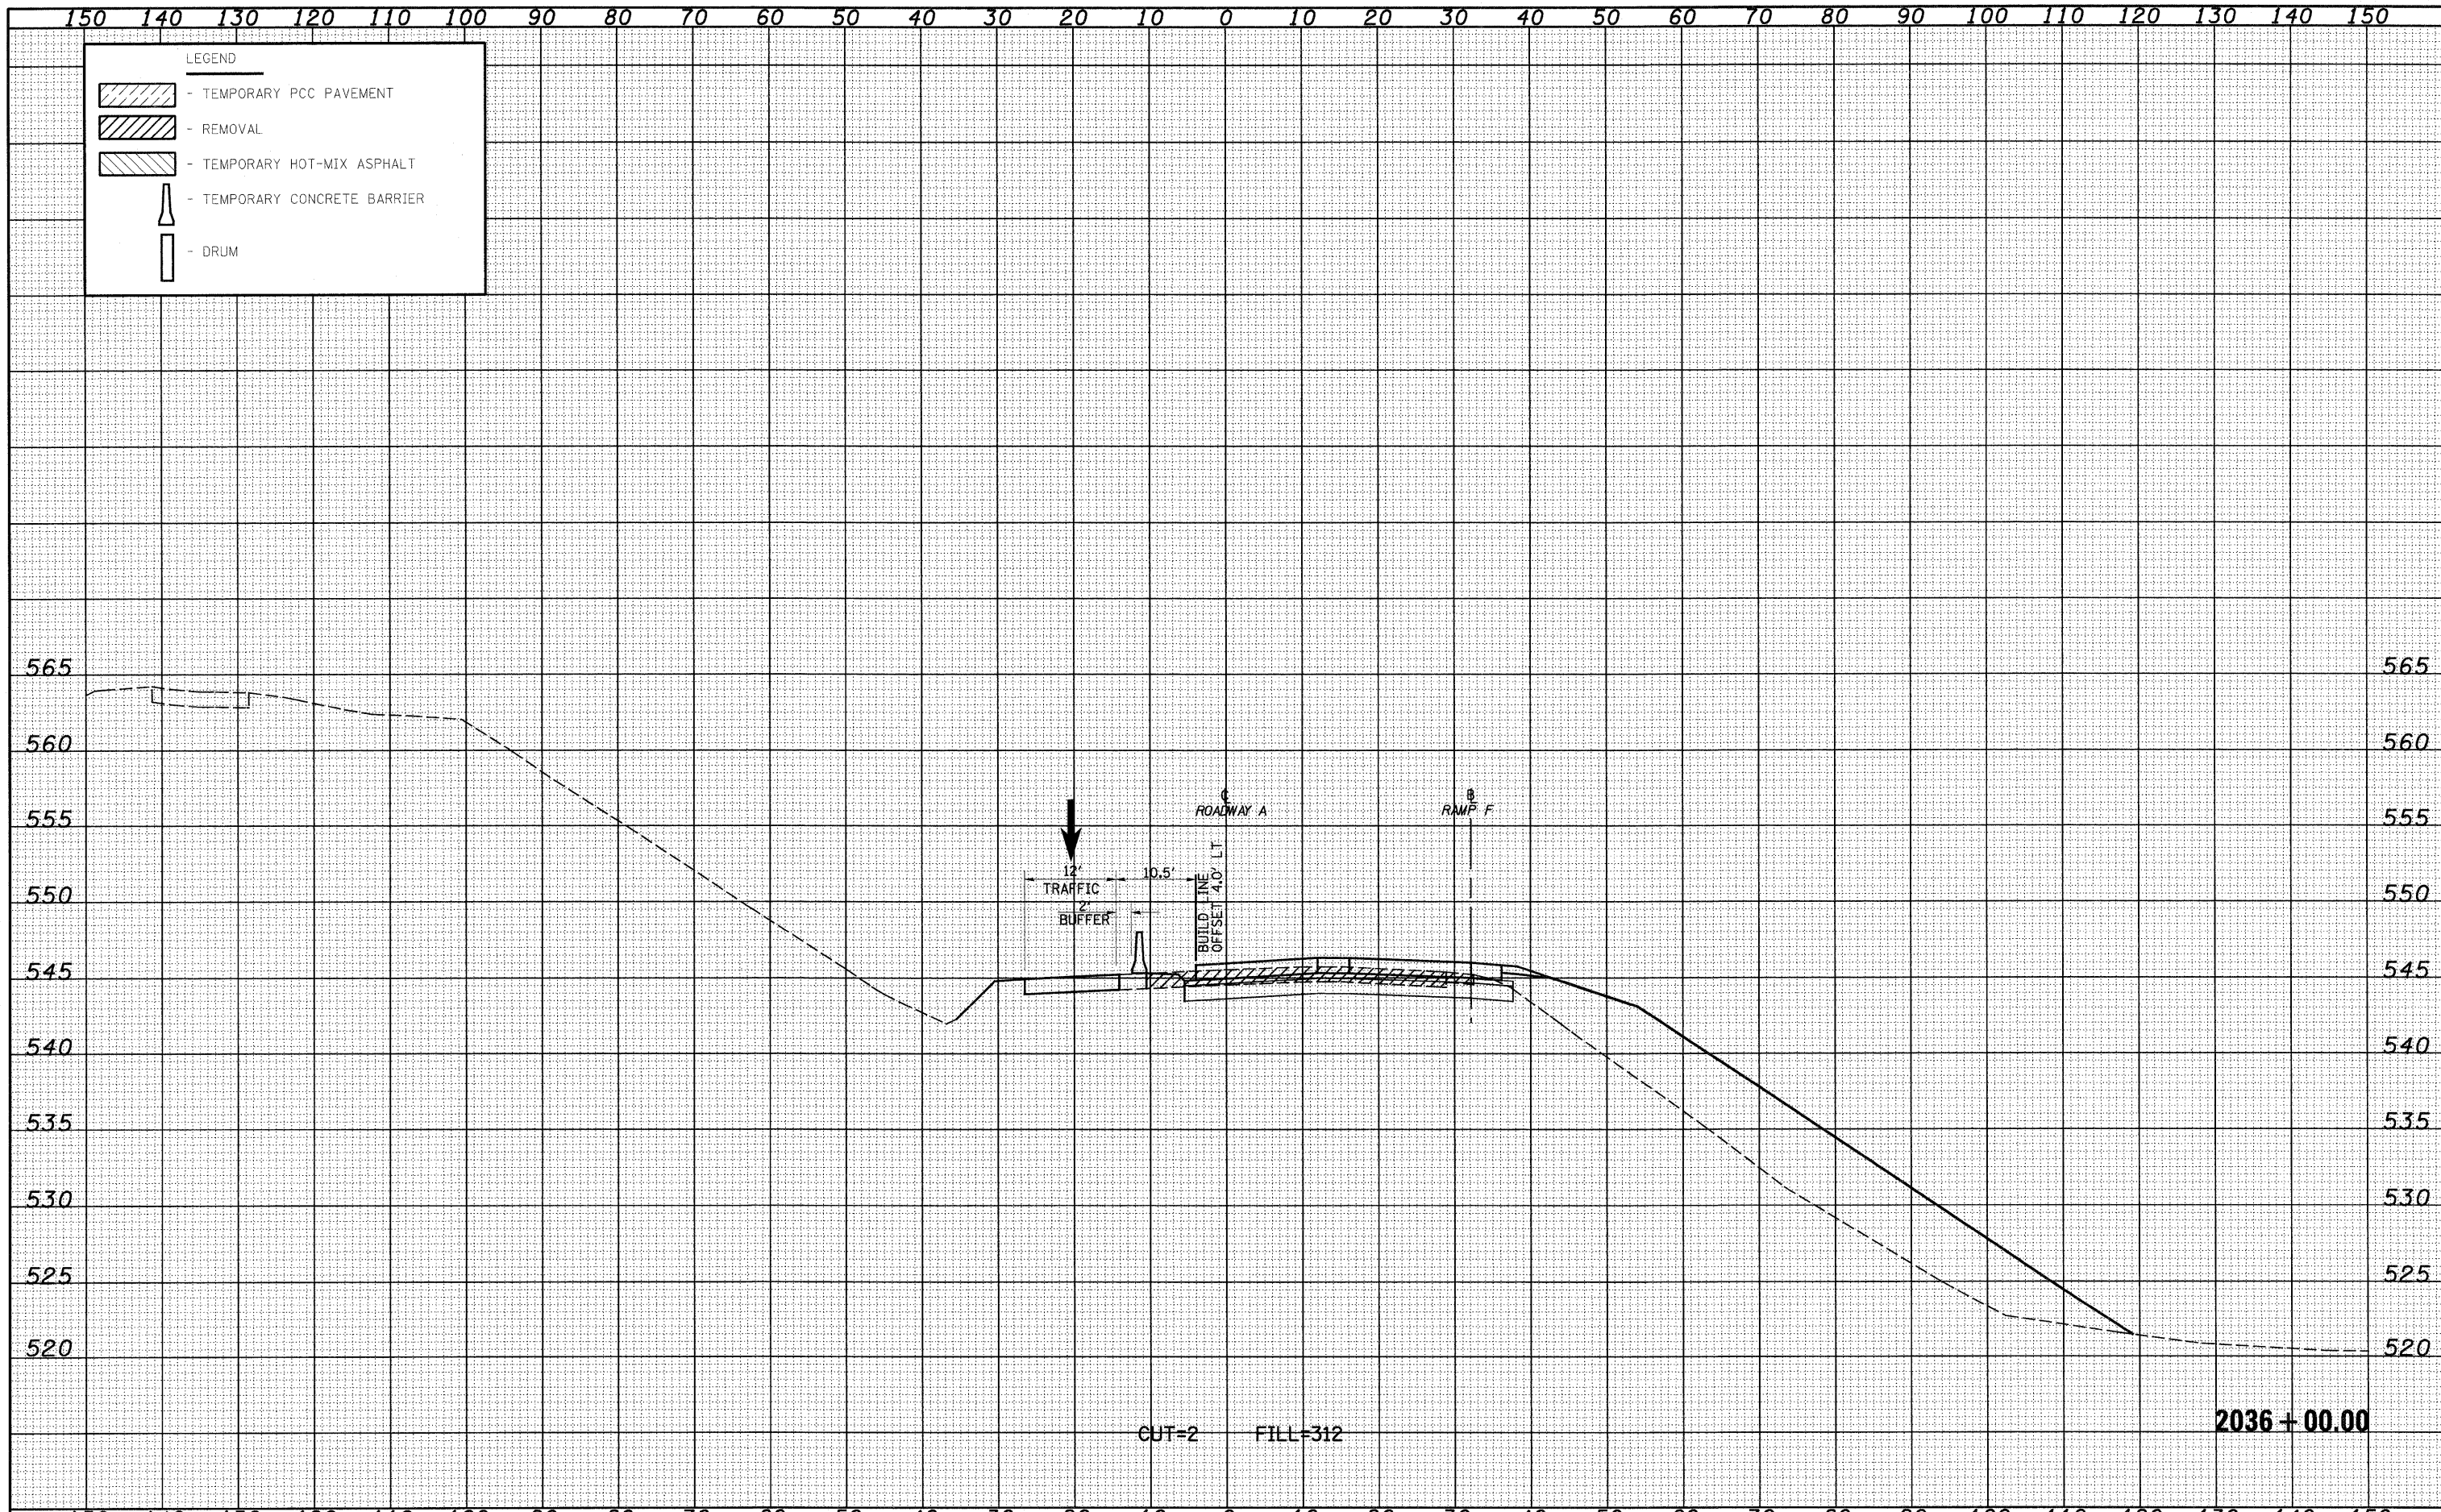 150 140 130 120 110 100 90 80 70 60 50 40 30 20 10 0 10 20 30 40 50 60 70 80 90 100 110 120 130 140 150
LEGEND
- TEMPORARY PCC PAVEMENT
- REMOVAL
- TEMPORARY HOT-MIX ASPHALT
- TEMPORARY CONCRETE BARRIER
- DRUM
565 565
560 560
555 555
550 550
545 545
540 540
535 535
530 530
525 525
520 520
℄
ROADWAY A
B
RAMP F
12'
TRAFFIC
10.5'
2'
BUFFER
BUILD LINE
OFFSET 4.0' LT
CUT=2 FILL=312
2036+00.00